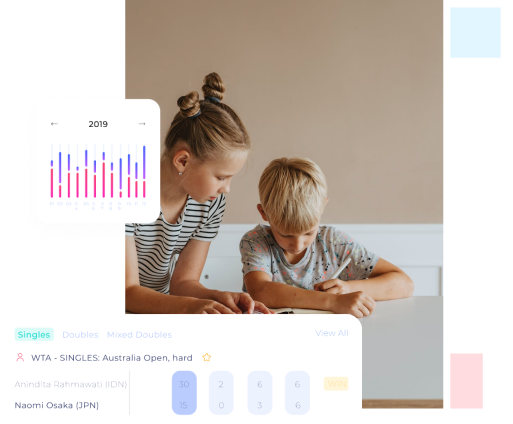 ← 2019 →
Singles Doubles Mixed Doubles View All
WTA - SINGLES: Australia Open, hard
Anindita Rahmawati (IDN) 30 2 6 6
Naomi Osaka (JPN) 15 0 3 6